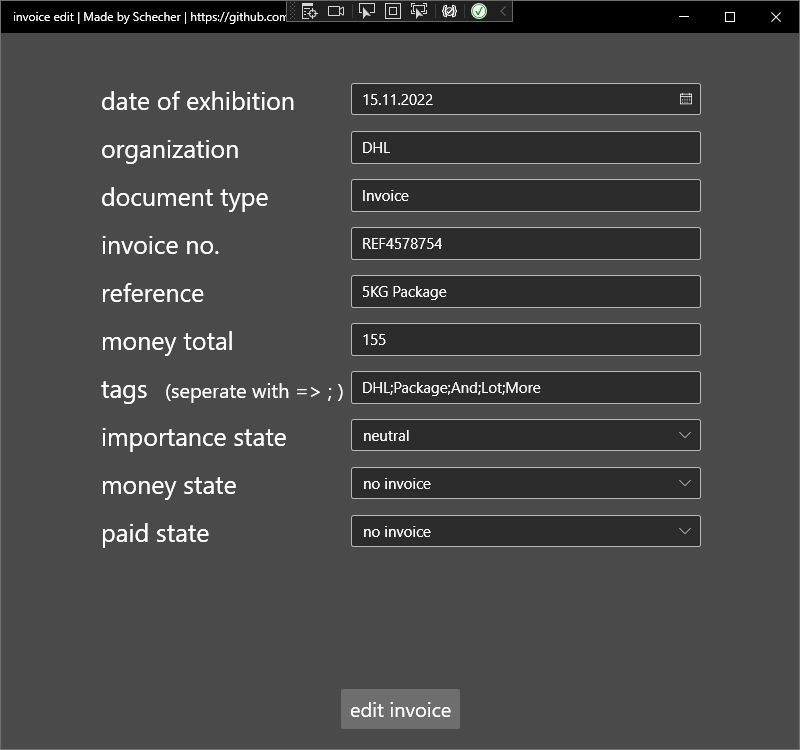 invoice edit | Made by Schecher | https://github.com
date of exhibition 15.11.2022
organization DHL
document type Invoice
invoice no. REF4578754
reference 5KG Package
money total 155
tags (seperate with => ; ) DHL;Package;And;Lot;More
importance state neutral
money state no invoice
paid state no invoice
edit invoice